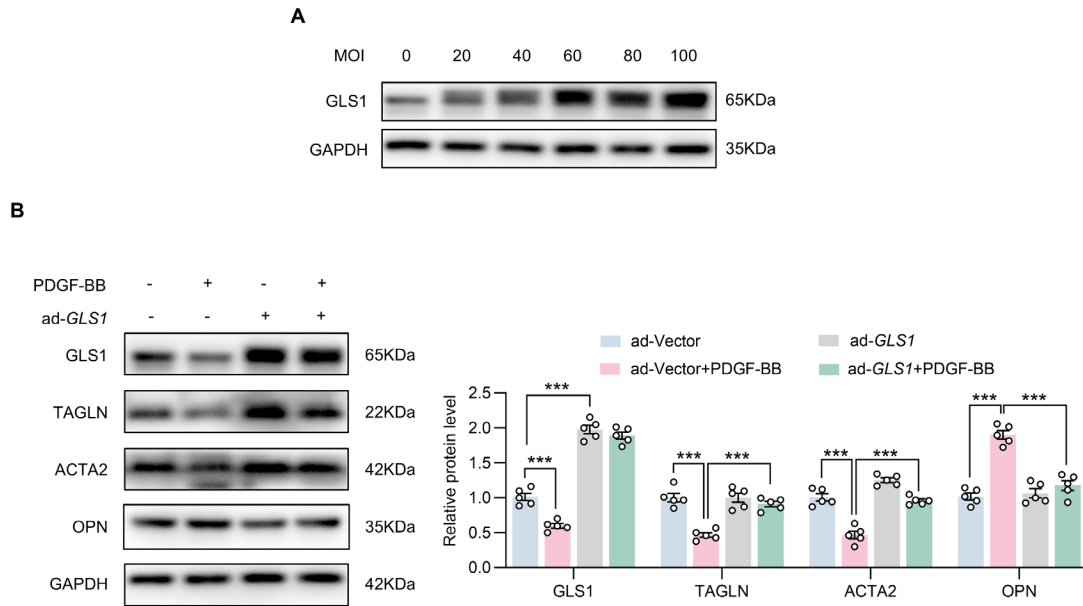 A
MOI 0 20 40 60 80 100
GLS1 65KDa
GAPDH 35KDa
B
PDGF-BB - + - +
ad-GLS1 - - + +
GLS1 65KDa
TAGLN 22KDa
ACTA2 42KDa
OPN 35KDa
GAPDH 42KDa
ad-Vector ad-GLS1
ad-Vector+PDGF-BB ad-GLS1+PDGF-BB
Relative protein level
2.5
2.0
1.5
1.0
0.5
0.0
*** *** *** *** *** *** *** ***
GLS1 TAGLN ACTA2 OPN